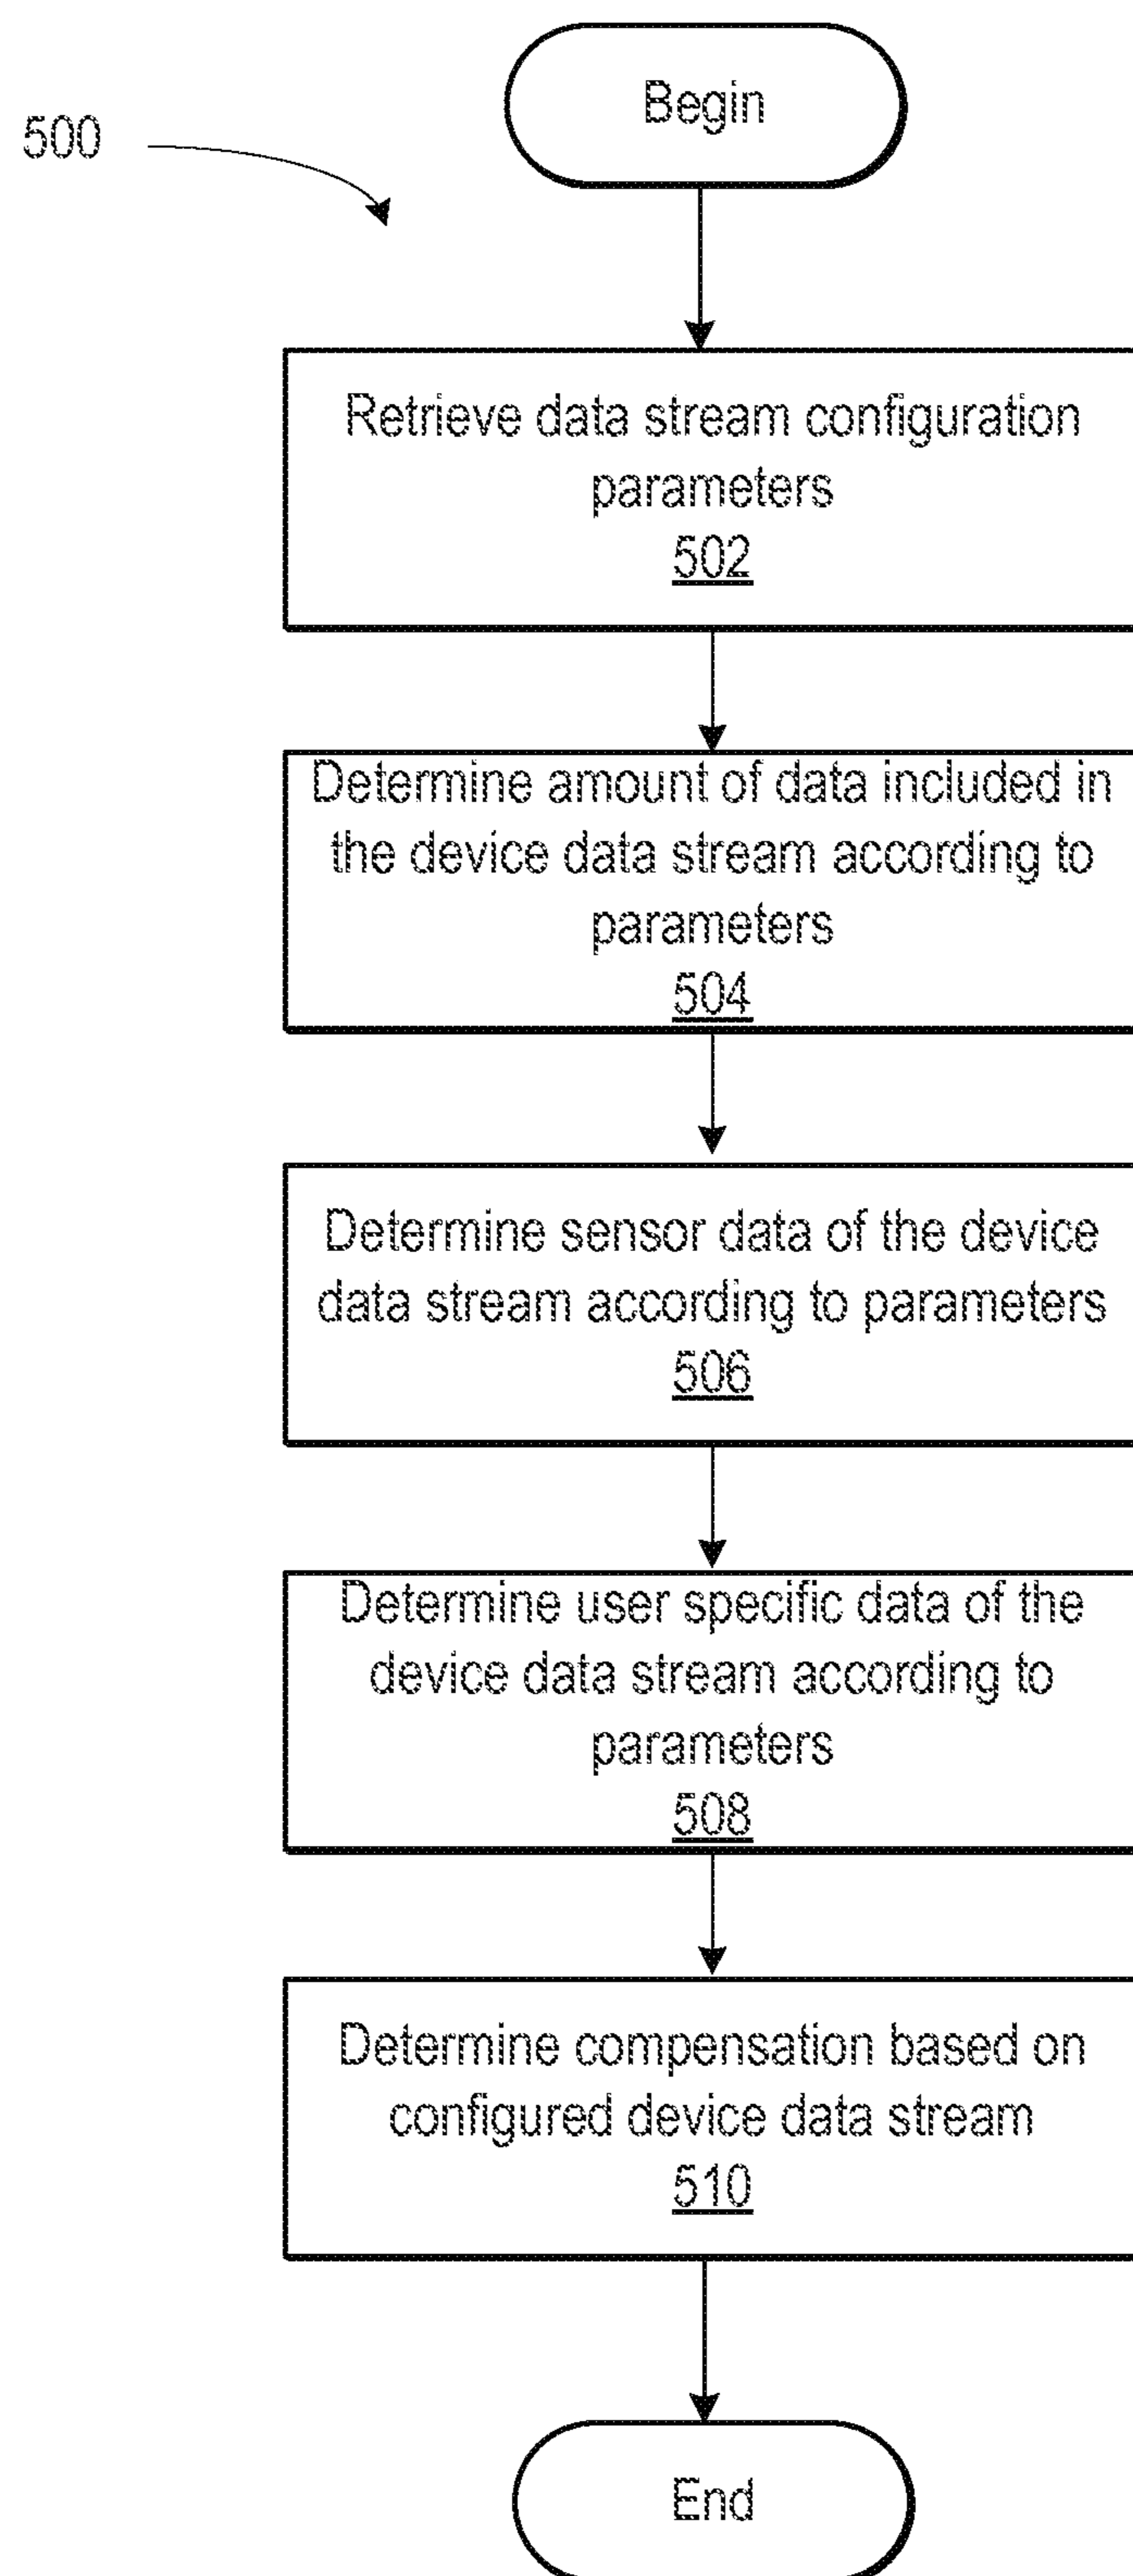 Begin
500
Retrieve data stream configuration
parameters
502
Determine amount of data included in
the device data stream according to
parameters
504
Determine sensor data of the device
data stream according to parameters
506
Determine user specific data of the
device data stream according to
parameters
508
Determine compensation based on
configured device data stream
510
End